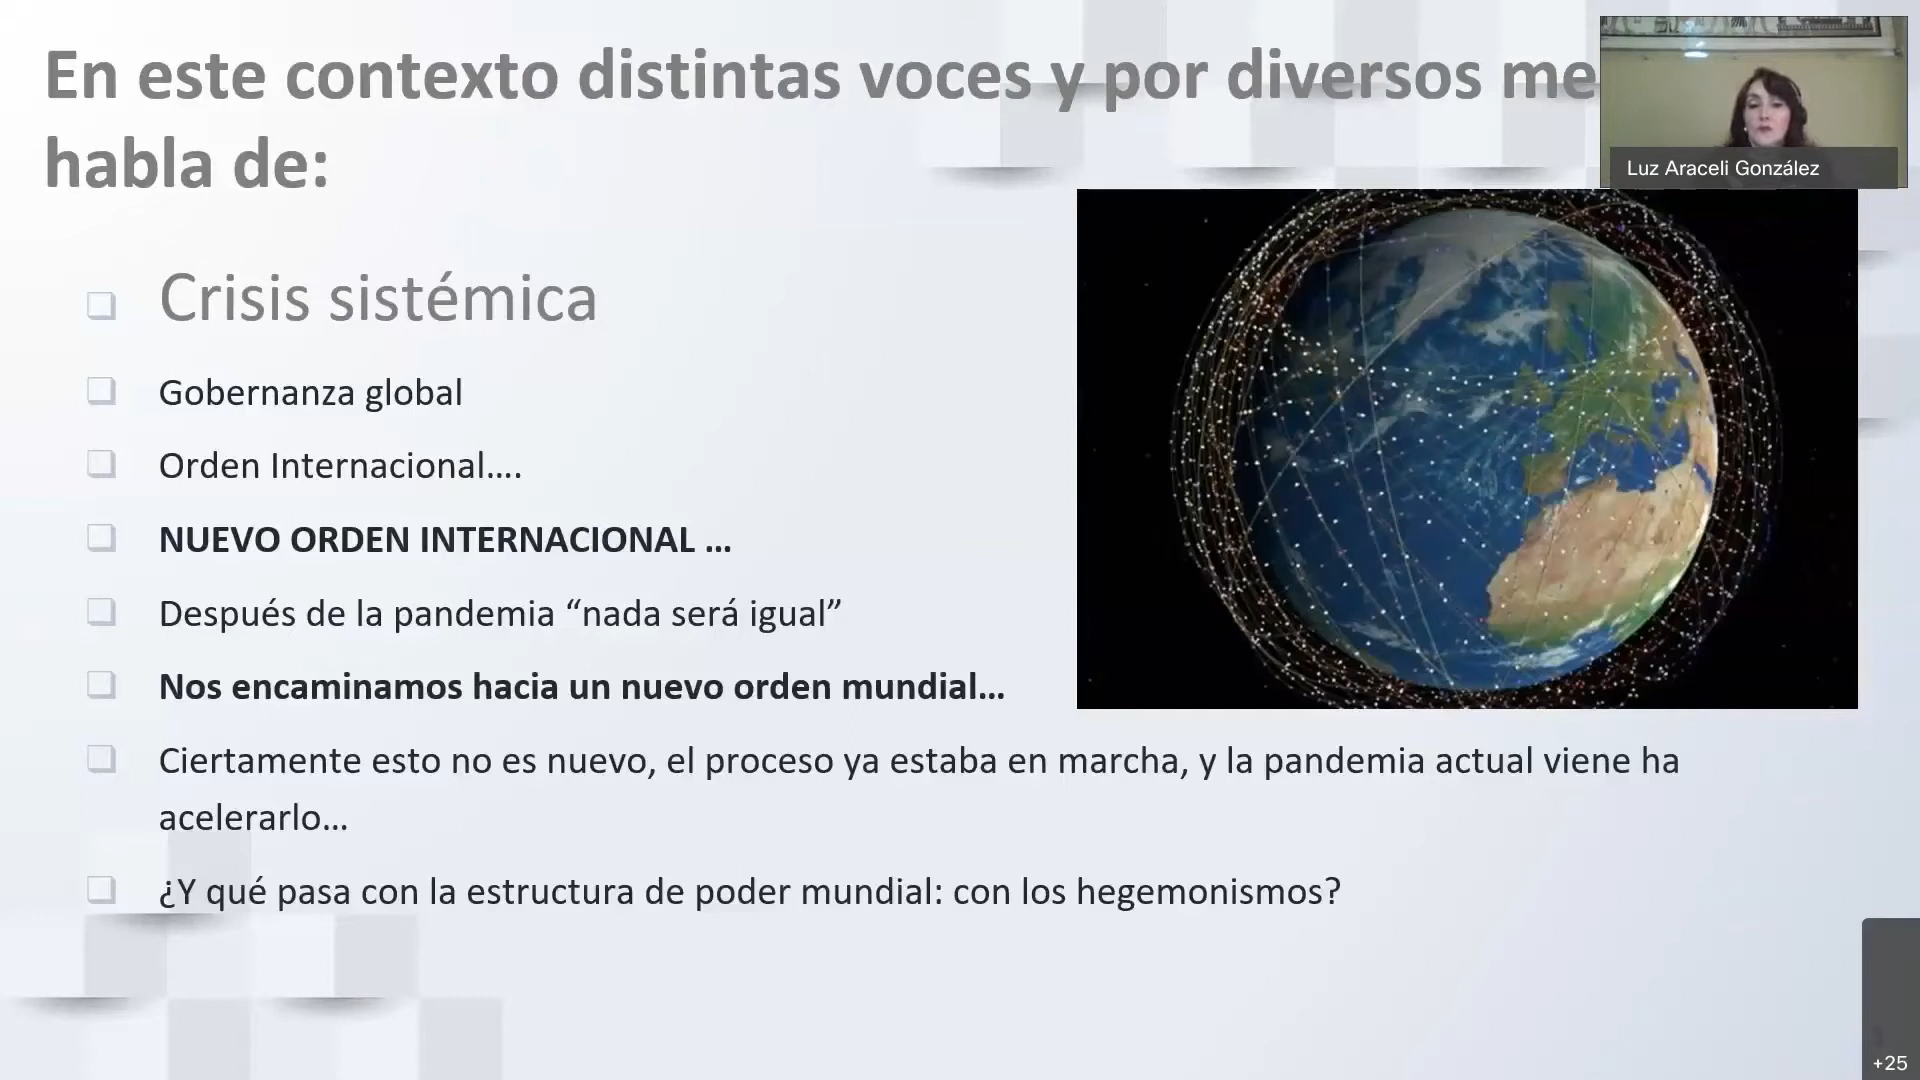 En este contexto distintas voces y por diversos me
habla de:
Luz Araceli González
Crisis sistémica
Gobernanza global
Orden Internacional....
NUEVO ORDEN INTERNACIONAL ...
Después de la pandemia “nada será igual”
Nos encaminamos hacia un nuevo orden mundial...
Ciertamente esto no es nuevo, el proceso ya estaba en marcha, y la pandemia actual viene ha
acelerarlo...
¿Y qué pasa con la estructura de poder mundial: con los hegemonismos?
+25